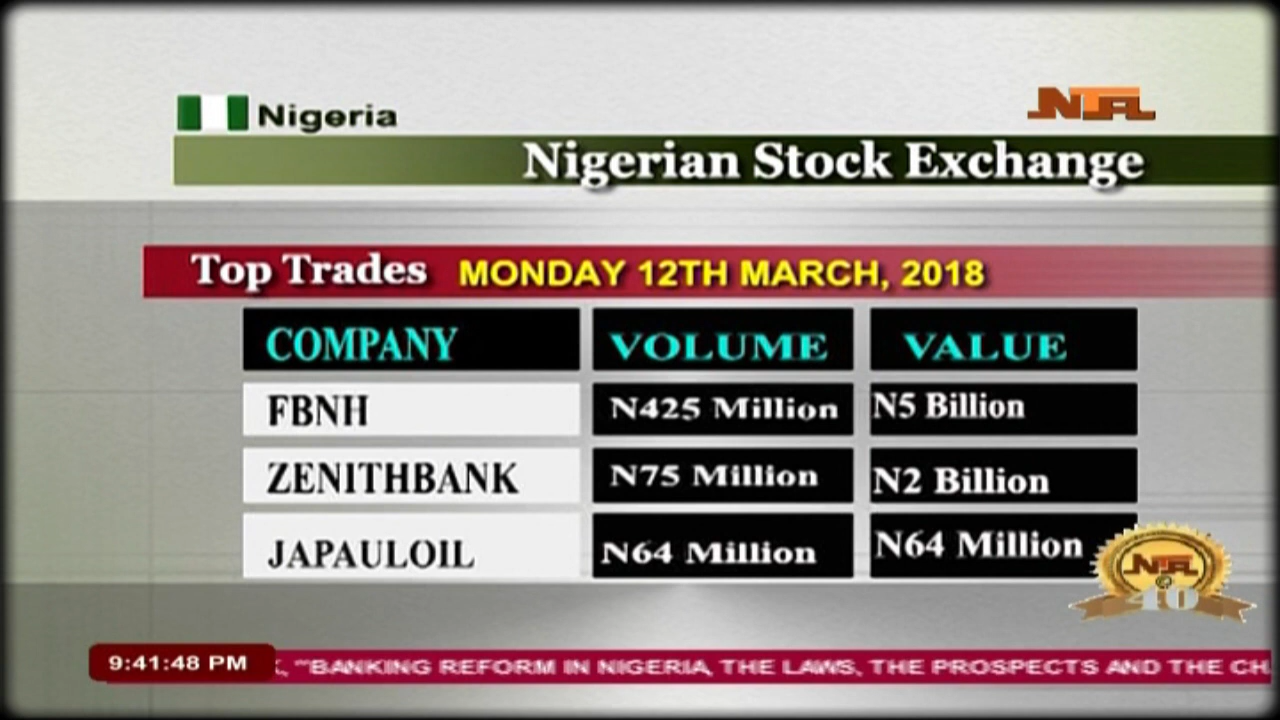 Nigeria
NTA
Nigerian Stock Exchange
Top Trades MONDAY 12TH MARCH, 2018
COMPANY VOLUME VALUE
FBNH N425 Million N5 Billion
ZENITHBANK N75 Million N2 Billion
JAPAULOIL N64 Million N64 Million
NTA
@
40
9:41:48 PM , "BANKING REFORM IN NIGERIA, THE LAWS, THE PROSPECTS AND THE CH